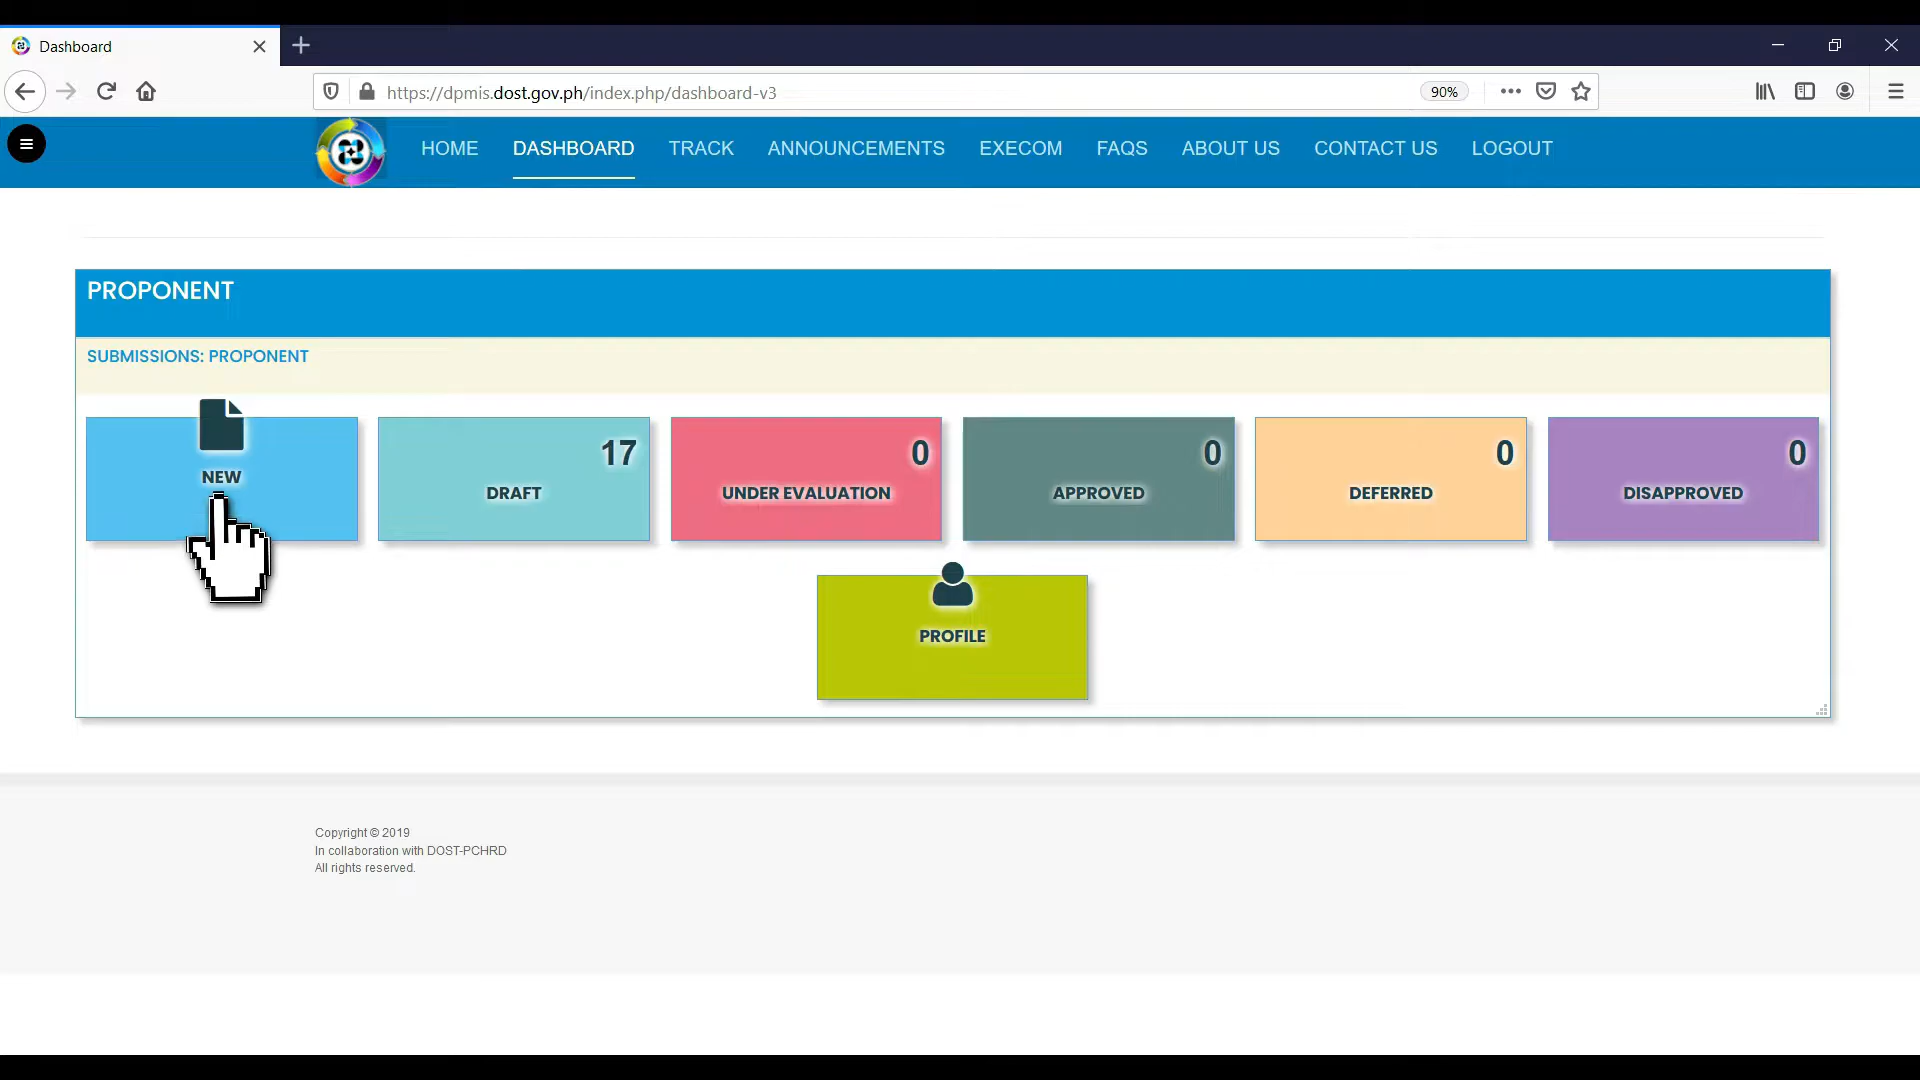 Dashboard
https://dpmis.dost.gov.ph/index.php/dashboard-v3
90%
HOME DASHBOARD TRACK ANNOUNCEMENTS EXECOM FAQS ABOUT US CONTACT US LOGOUT
PROPONENT
SUBMISSIONS: PROPONENT
NEW
17
DRAFT
0
UNDER EVALUATION
0
APPROVED
0
DEFERRED
0
DISAPPROVED
PROFILE
Copyright © 2019
In collaboration with DOST-PCHRD
All rights reserved.